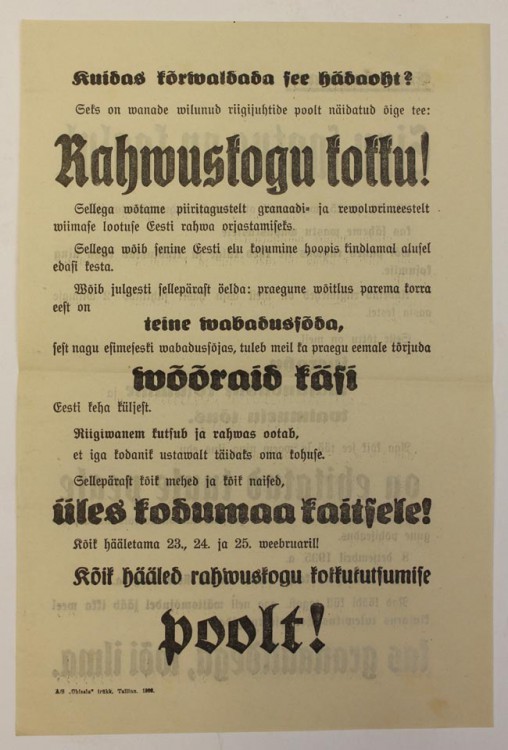 Kuidas kõrwaldada see hädaoht?
Seks on wanade wilunud riigijuhtide poolt näidatud õige tee:
Rahwuskogu kokku!
Sellega wõtame piiritagustelt granaadi- ja rewolwrimeestelt
wiimase lootuse Eesti rahwa orjastamiseks.
Sellega wõib senine Eesti elu kosumine hoopis kindlamal alusel
edasi kesta.
Wõib julgesti sellepärast öelda: praegune wõitlus parema korra
eest on
teine wabadussõda,
sest nagu esimeseski wabadussõjas, tuleb meil ka praegu eemale tõrjuda
wõõraid käsi
Eesti keha küljest.
Riigiwanem kutsub ja rahwas ootab,
et iga kodanik ustawalt täidaks oma kohuse.
Sellepärast kõik mehed ja kõik naised,
üles kodumaa kaitsele!
Kõik hääletama 23., 24. ja 25. weebruaril!
Kõik hääled rahwuskogu kokkukutsumise
poolt!
A/S „Ühiselu" trükk, Tallinn.